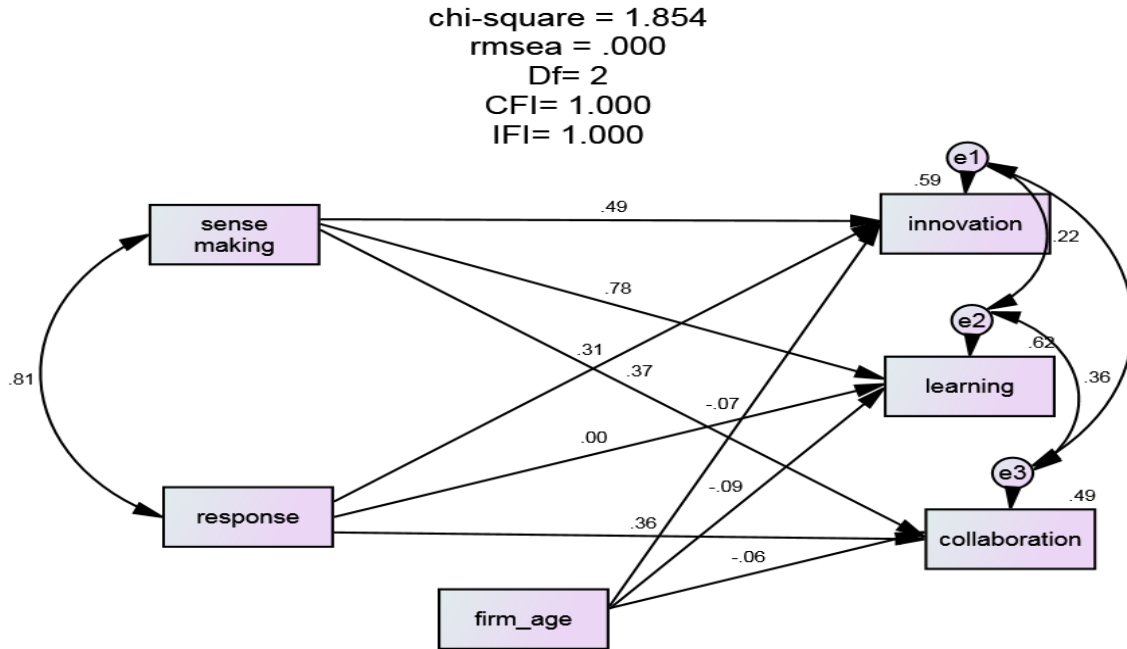 chi-square = 1.854
rmsea = .000
Df= 2
CFI= 1.000
IFI= 1.000
e1
.59
sense
making
.49
innovation
.22
.78
e2
.62
.31
.37
.81
.36
learning
-.07
.00
e3
-.09
.49
response
.36
collaboration
-.06
firm_age